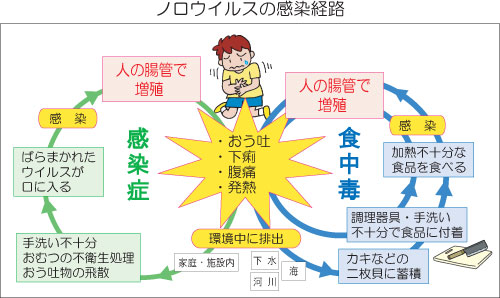 ノロウイルスの感染経路
人の腸管で
増殖
感 染
ばらまかれた
ウイルスが
口に入る
手洗い不十分
おむつの不衛生処理
おう吐物の飛散
感染症
・おう吐
・下痢
・腹痛
・発熱
環境中に排出
家庭・施設内
下 水
河 川
海
食中毒
人の腸管で
増殖
感 染
加熱不十分な
食品を食べる
調理器具・手洗い
不十分で食品に付着
カキなどの
二枚貝に蓄積